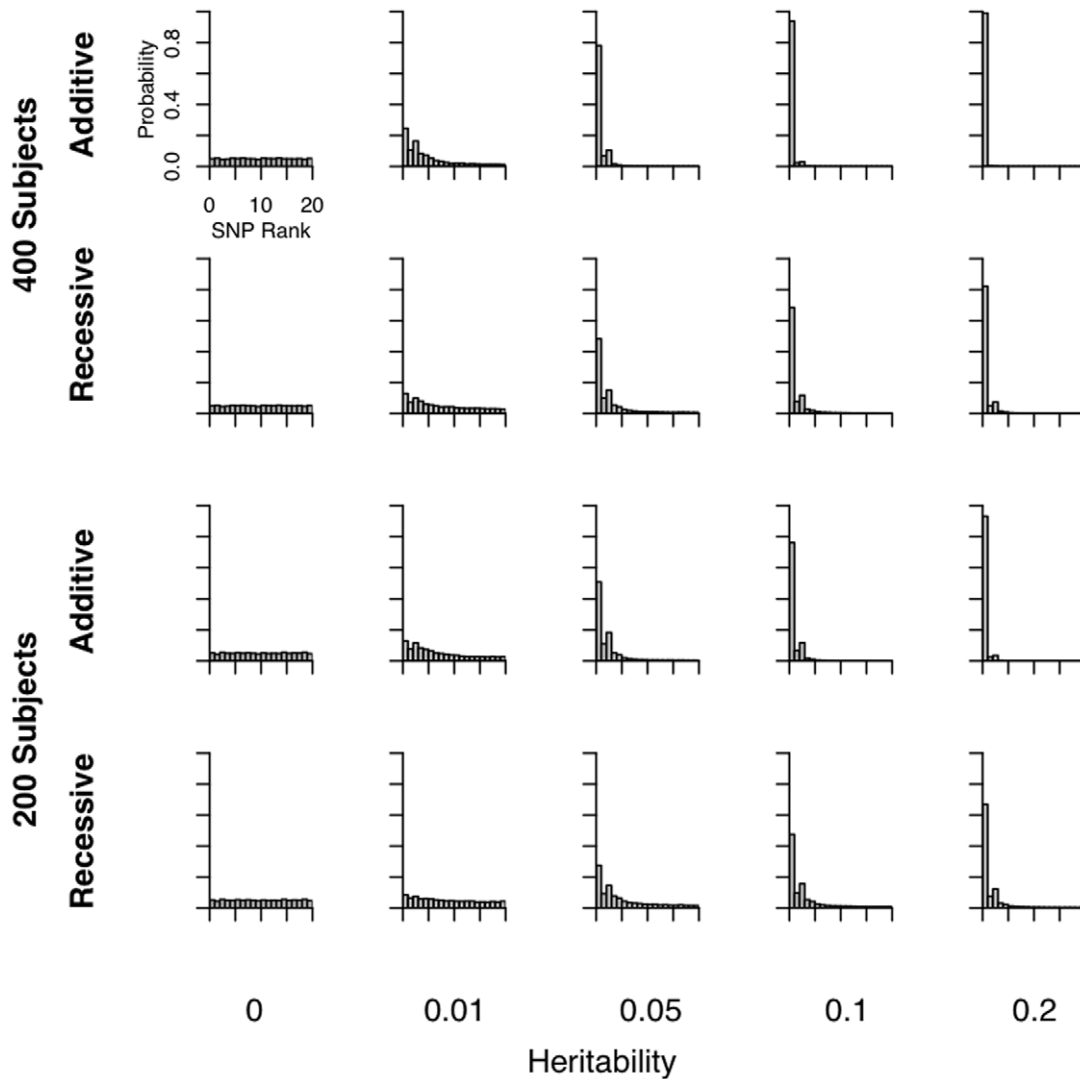 400 Subjects
Additive
Probability
0.8
0.4
0.0
0 10 20
SNP Rank
Recessive
200 Subjects
Additive
Recessive
0 0.01 0.05 0.1 0.2
Heritability